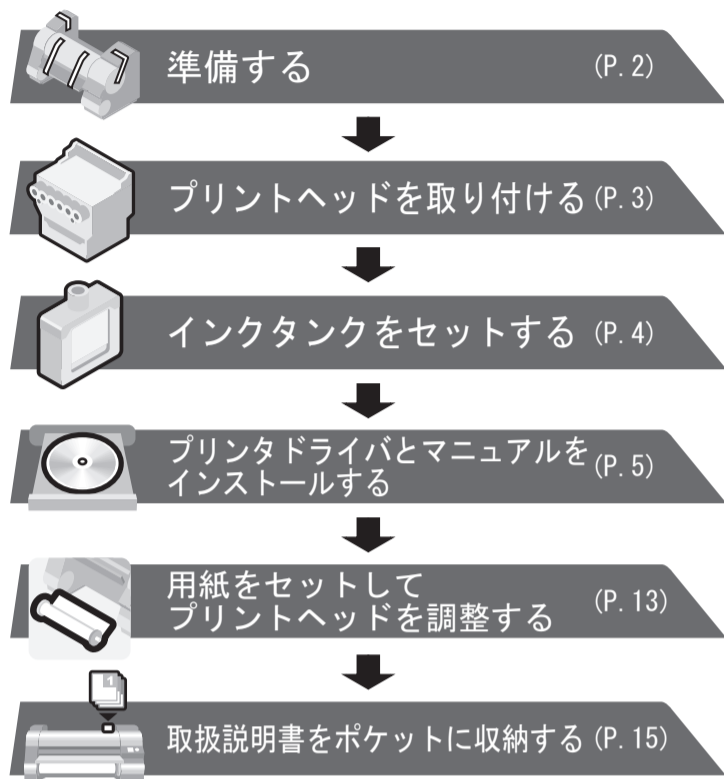 準備する (P. 2)
プリントヘッドを取り付ける (P. 3)
インクタンクをセットする (P. 4)
プリンタドライバとマニュアルを
インストールする (P. 5)
用紙をセットして
プリントヘッドを調整する (P. 13)
1
取扱説明書をポケットに収納する (P. 15)